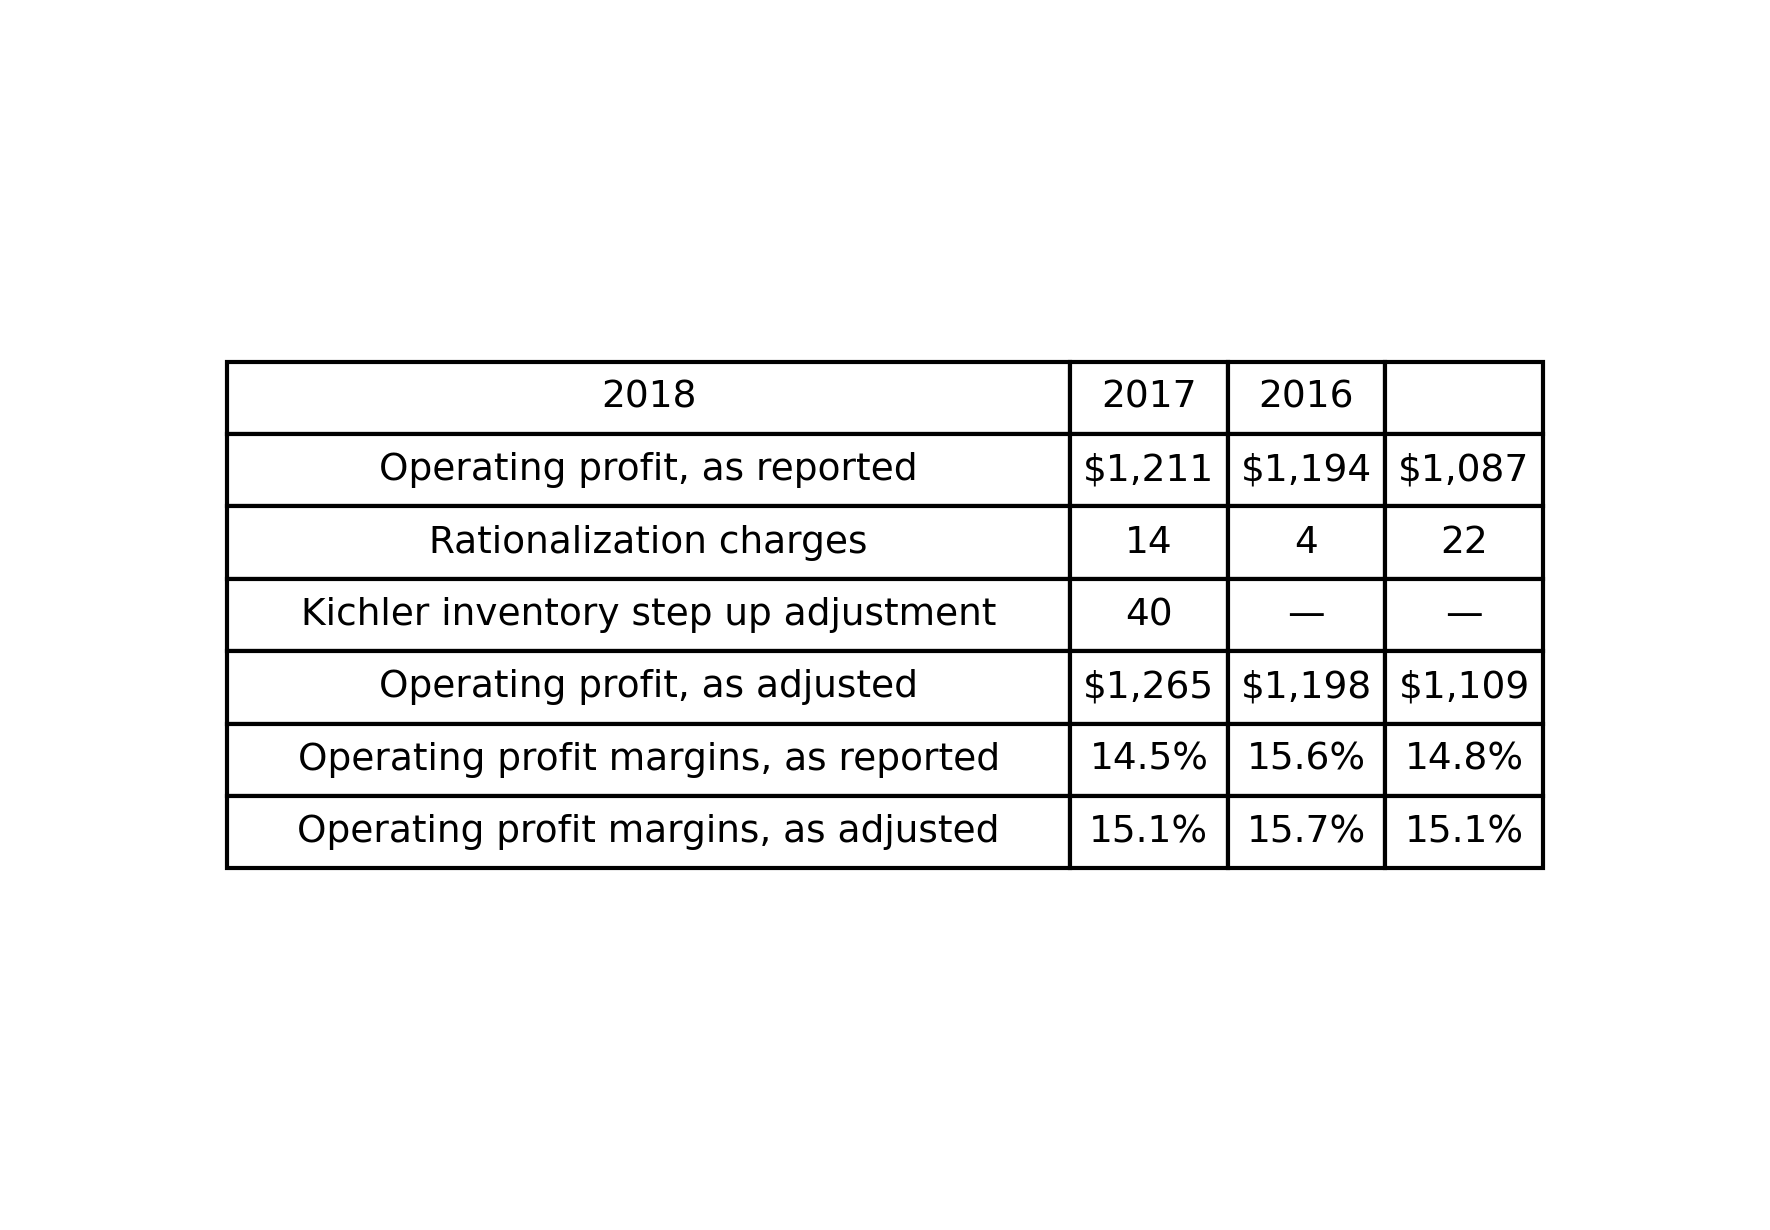 2018 2017 2016
Operating profit, as reported $1,211 $1,194 $1,087
Rationalization charges 14 4 22
Kichler inventory step up adjustment 40 — —
Operating profit, as adjusted $1,265 $1,198 $1,109
Operating profit margins, as reported 14.5% 15.6% 14.8%
Operating profit margins, as adjusted 15.1% 15.7% 15.1%